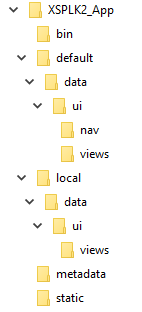 XSPLK2_App
bin
default
data
ui
nav
views
local
data
ui
views
metadata
static